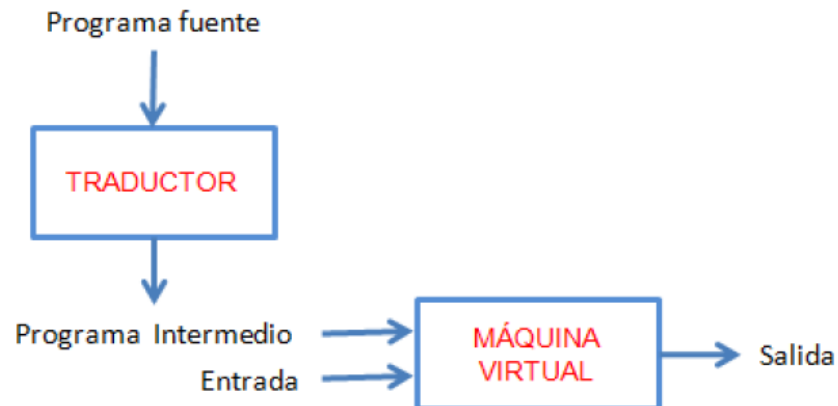 Programa fuente
TRADUCTOR
Programa Intermedio
Entrada
MÁQUINA
VIRTUAL
Salida